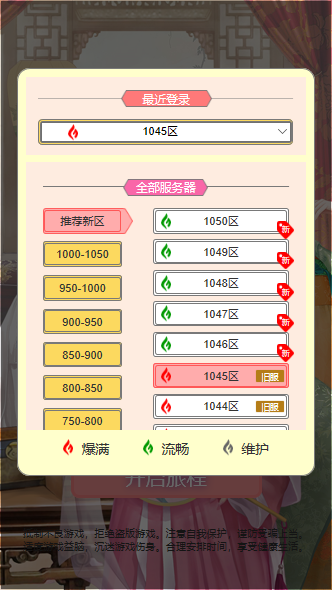 最近登录
1045区
全部服务器
推荐新区
1050区
新
1000-1050
1049区
新
950-1000
1048区
新
900-950
1047区
新
850-900
1046区
新
800-850
1045区 旧服
750-800
1044区 旧服
爆满 流畅 维护
开启旅程
抵制不良游戏，拒绝盗版游戏。注意自我保护，谨防受骗上当。
适度游戏益脑，沉迷游戏伤身。合理安排时间，享受健康生活。